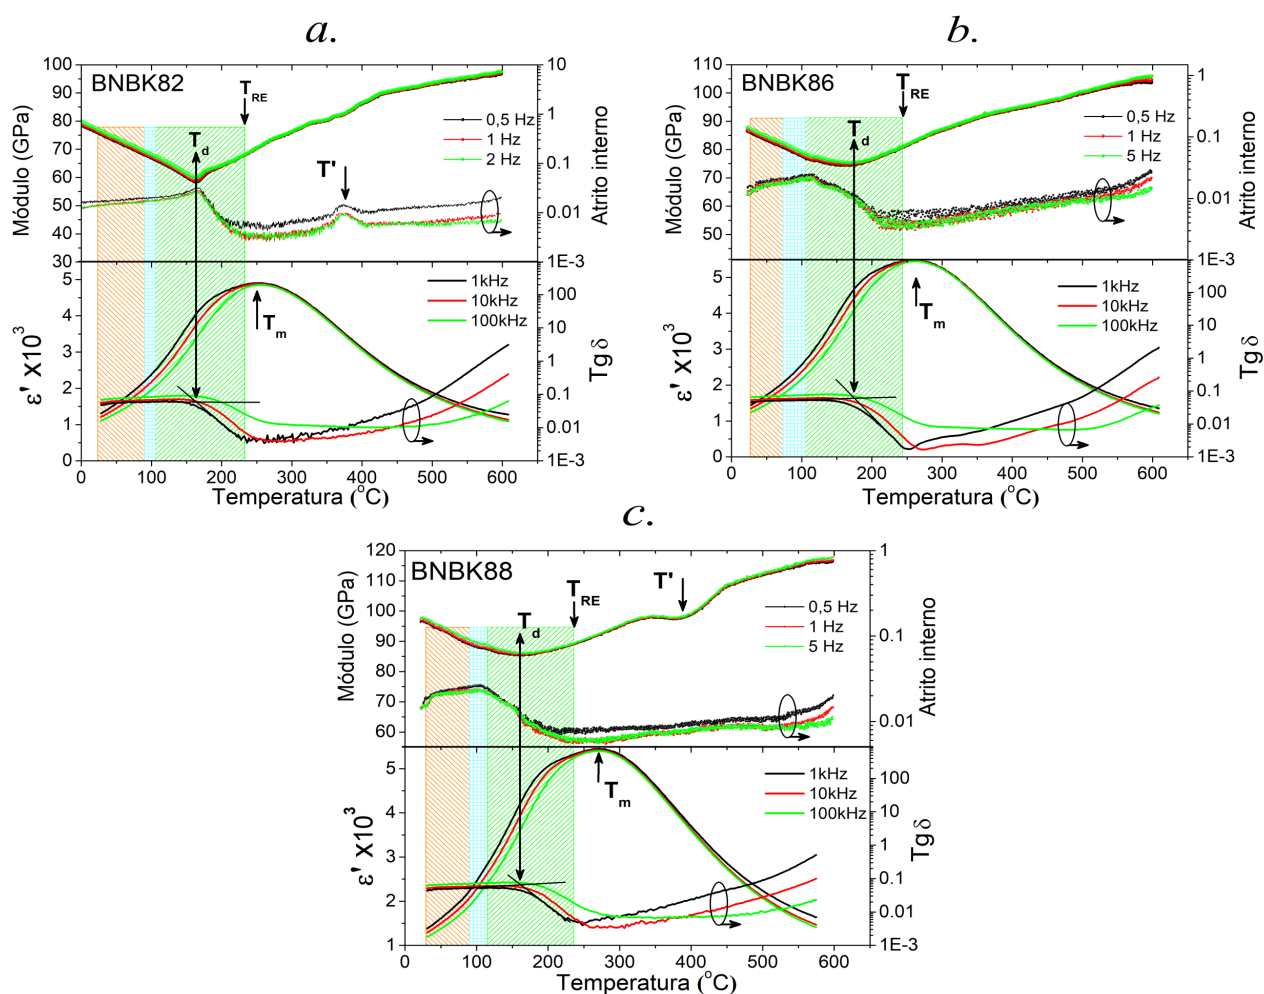 a.
BNBK82
Módulo (GPa)
100
90
80
70
60
50
40
30
T_RE
T_d
T'
0,5 Hz
1 Hz
2 Hz
10
1
0.1
0.01
1E-3
Atrito interno
ε' X10³
5
4
3
2
1
0
T_m
1kHz
10kHz
100kHz
100
10
1
0.1
0.01
1E-3
Tg δ
0 100 200 300 400 500 600
Temperatura (°C)
b.
BNBK86
Módulo (GPa)
110
100
90
80
70
60
50
T_RE
T_d
0,5 Hz
1 Hz
5 Hz
1
0.1
0.01
1E-3
Atrito interno
ε' X10³
5
4
3
2
1
0
T_m
1kHz
10kHz
100kHz
100
10
1
0.1
0.01
1E-3
Tg δ
0 100 200 300 400 500 600
Temperatura (°C)
c.
BNBK88
Módulo (GPa)
120
110
100
90
80
70
60
T_RE
T_d
T'
0,5 Hz
1 Hz
5 Hz
1
0.1
0.01
Atrito interno
ε' X10³
5
4
3
2
1
T_m
1kHz
10kHz
100kHz
100
10
1
0.1
0.01
1E-3
Tg δ
0 100 200 300 400 500 600
Temperatura (°C)